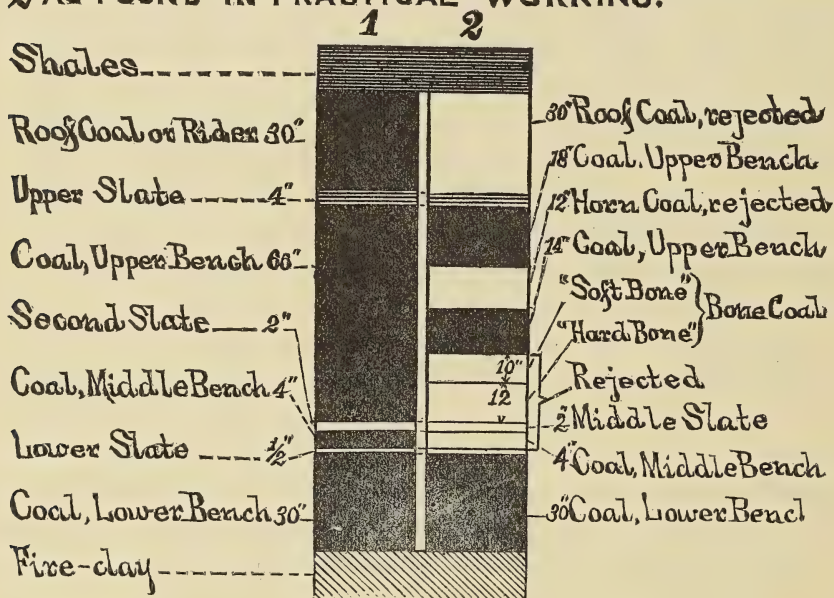 2 AS FOUND IN PRACTICAL WORKING.
1 2
Shales
Roof Coal or Rider 30"
Upper Slate 4"
Coal, Upper Bench 66"
Second Slate 2"
Coal, Middle Bench 4"
Lower Slate 1/2"
Coal, Lower Bench 30"
Fire-clay
30" Roof Coal, rejected
18" Coal, Upper Bench
12" Horn Coal, rejected
14" Coal, Upper Bench
"Soft Bone"
"Hard Bone"
Bone Coal
10"
12
Rejected
2" Middle Slate
4" Coal, Middle Bench
30" Coal, Lower Bencl